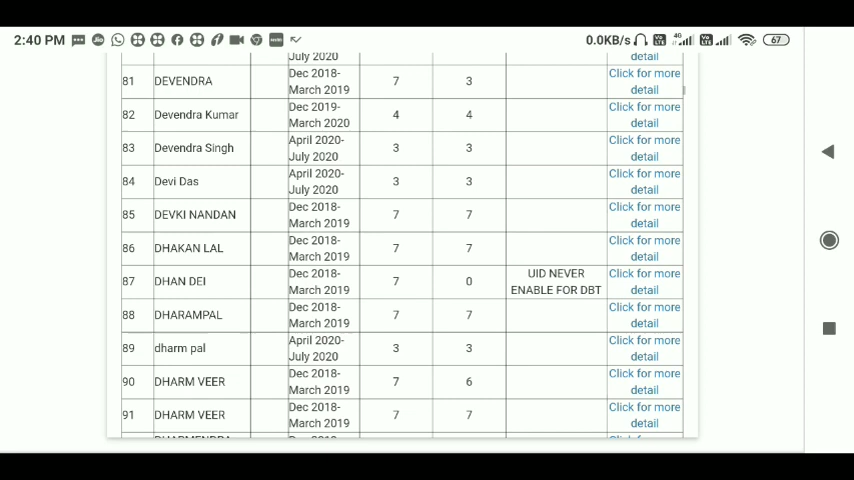 2:40 PM 0.0KB/s 4G 67
July 2020 detail
81 DEVENDRA Dec 2018- March 2019 7 3 Click for more detail
82 Devendra Kumar Dec 2019- March 2020 4 4 Click for more detail
83 Devendra Singh April 2020- July 2020 3 3 Click for more detail
84 Devi Das April 2020- July 2020 3 3 Click for more detail
85 DEVKI NANDAN Dec 2018- March 2019 7 7 Click for more detail
86 DHAKAN LAL Dec 2018- March 2019 7 7 Click for more detail
87 DHAN DEI Dec 2018- March 2019 7 0 UID NEVER ENABLE FOR DBT Click for more detail
88 DHARAMPAL Dec 2018- March 2019 7 7 Click for more detail
89 dharm pal April 2020- July 2020 3 3 Click for more detail
90 DHARM VEER Dec 2018- March 2019 7 6 Click for more detail
91 DHARM VEER Dec 2018- March 2019 7 7 Click for more detail